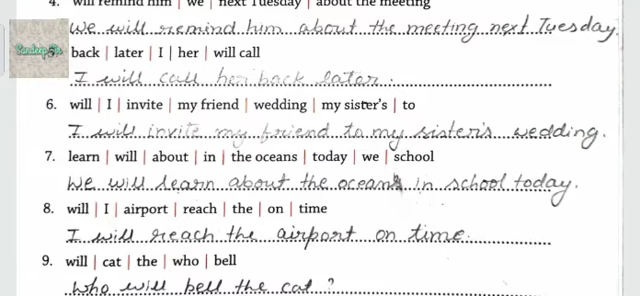 4. will remind him | we | next Tuesday | about the meeting
We will remind him about the meeting next Tuesday.
back | later | I | her | will call
I will call her back later.
6. will | I | invite | my friend | wedding | my sister's | to
I will invite my friend to my sister's wedding.
7. learn | will | about | in | the oceans | today | we | school
We will learn about the oceans in school today.
8. will | I | airport | reach | the | on | time
I will reach the airport on time.
9. will | cat | the | who | bell
Who will bell the cat ?